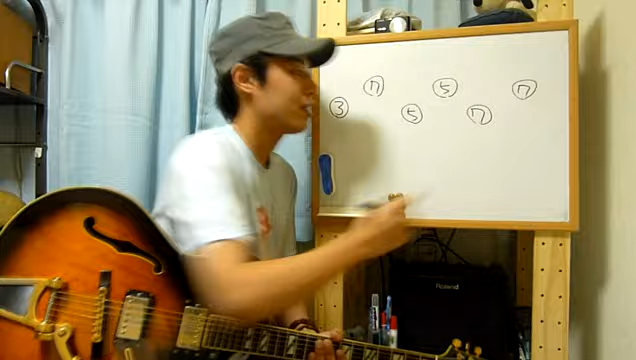 ⑦ ⑤ ⑦
③ ⑤ ⑦
Roland